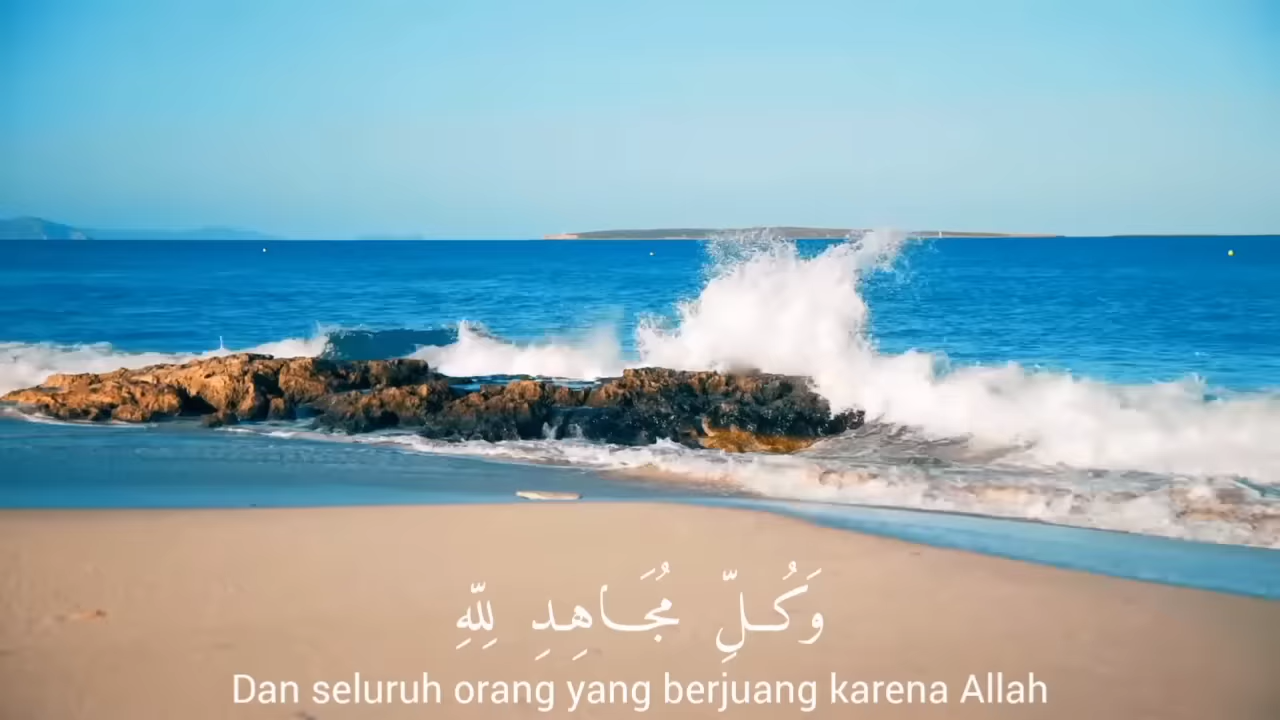 وَكُلِّ مُجَاهِدِ لِلّٰهِ
Dan seluruh orang yang berjuang karena Allah